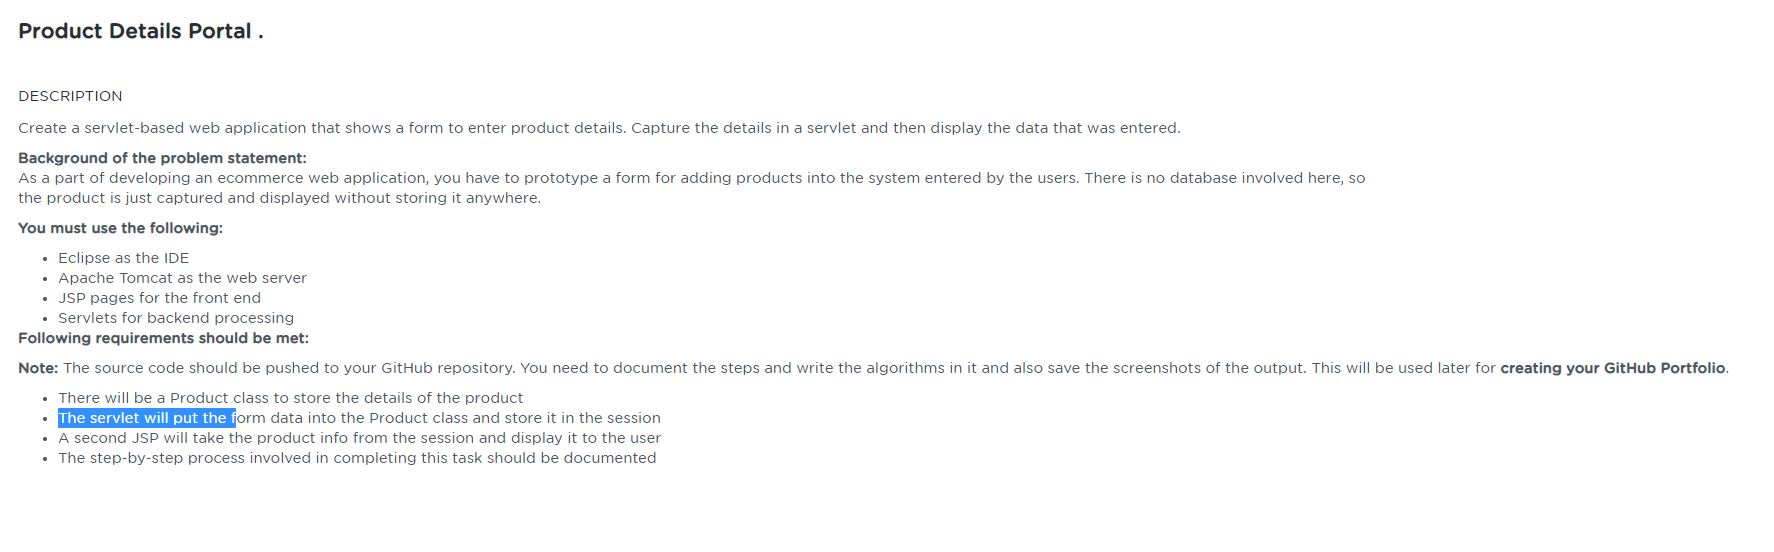 Product Details Portal .
DESCRIPTION
Create a servlet-based web application that shows a form to enter product details. Capture the details in a servlet and then display the data that was entered.
Background of the problem statement:
As a part of developing an ecommerce web application, you have to prototype a form for adding products into the system entered by the users. There is no database involved here, so
the product is just captured and displayed without storing it anywhere.
You must use the following:
• Eclipse as the IDE
• Apache Tomcat as the web server
• JSP pages for the front end
• Servlets for backend processing
Following requirements should be met:
Note: The source code should be pushed to your GitHub repository. You need to document the steps and write the algorithms in it and also save the screenshots of the output. This will be used later for creating your GitHub Portfolio.
• There will be a Product class to store the details of the product
• The servlet will put the form data into the Product class and store it in the session
• A second JSP will take the product info from the session and display it to the user
• The step-by-step process involved in completing this task should be documented